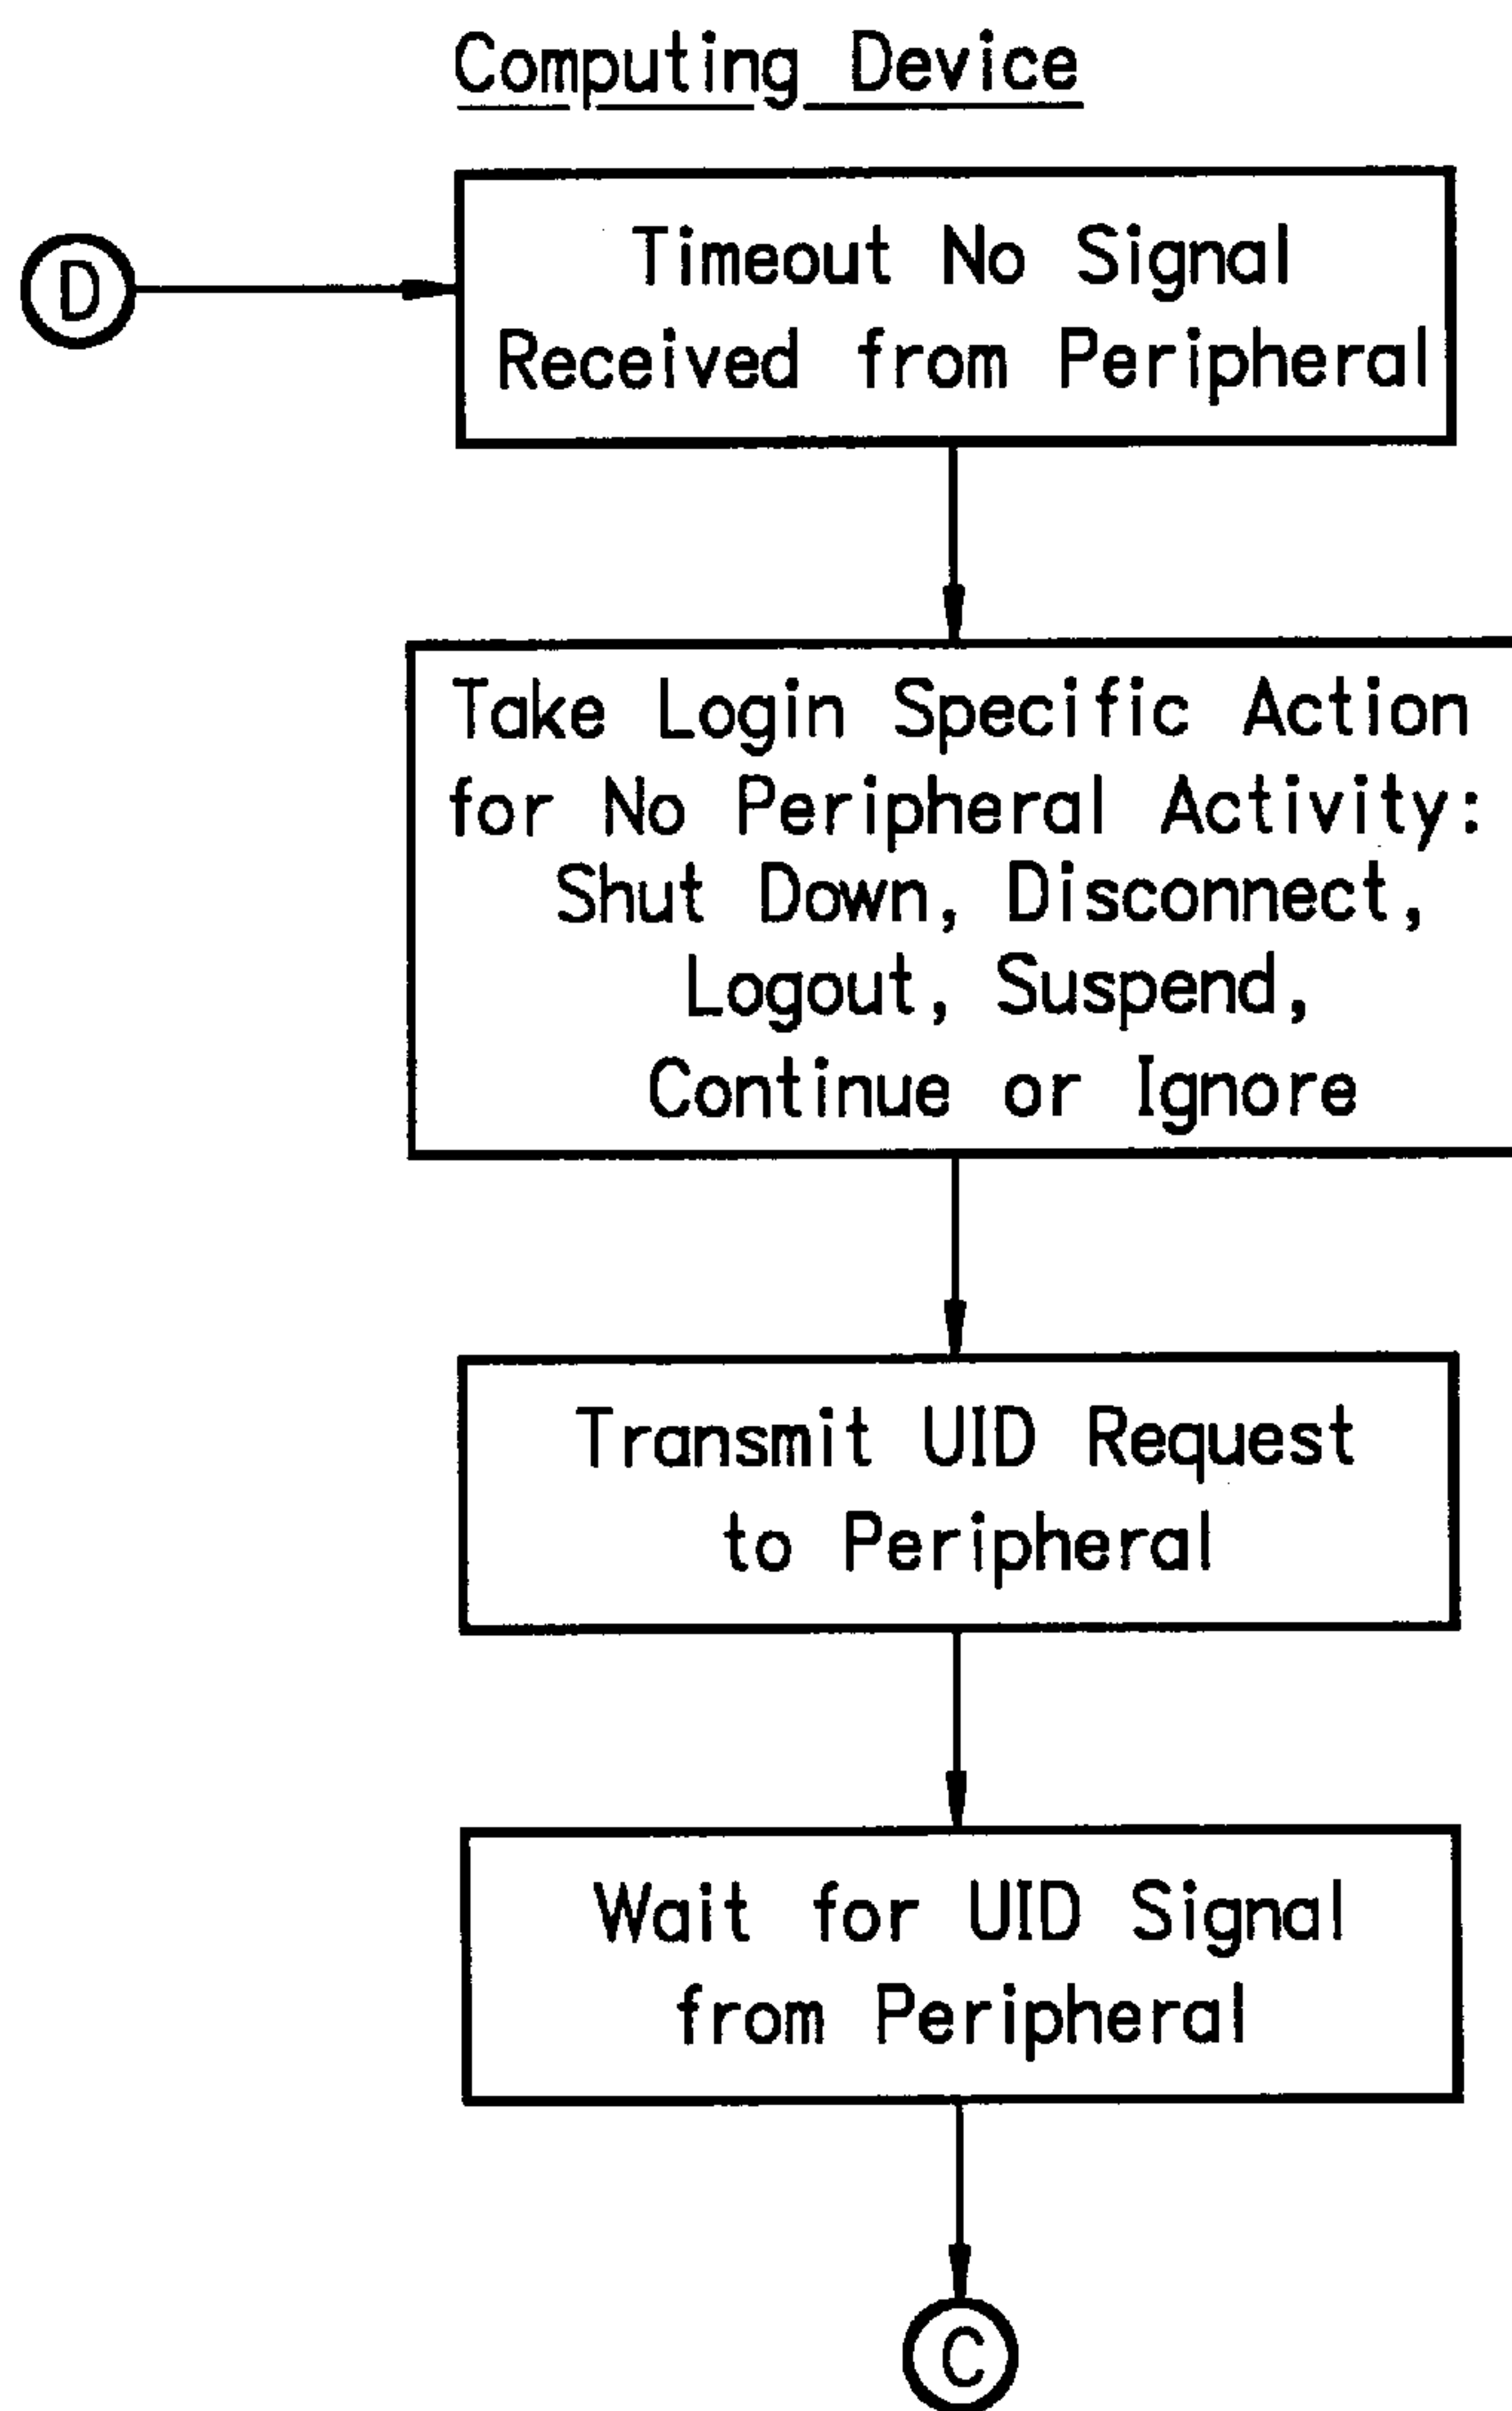 Computing Device
D
Timeout No Signal
Received from Peripheral
Take Login Specific Action
for No Peripheral Activity:
Shut Down, Disconnect,
Logout, Suspend,
Continue or Ignore
Transmit UID Request
to Peripheral
Wait for UID Signal
from Peripheral
C